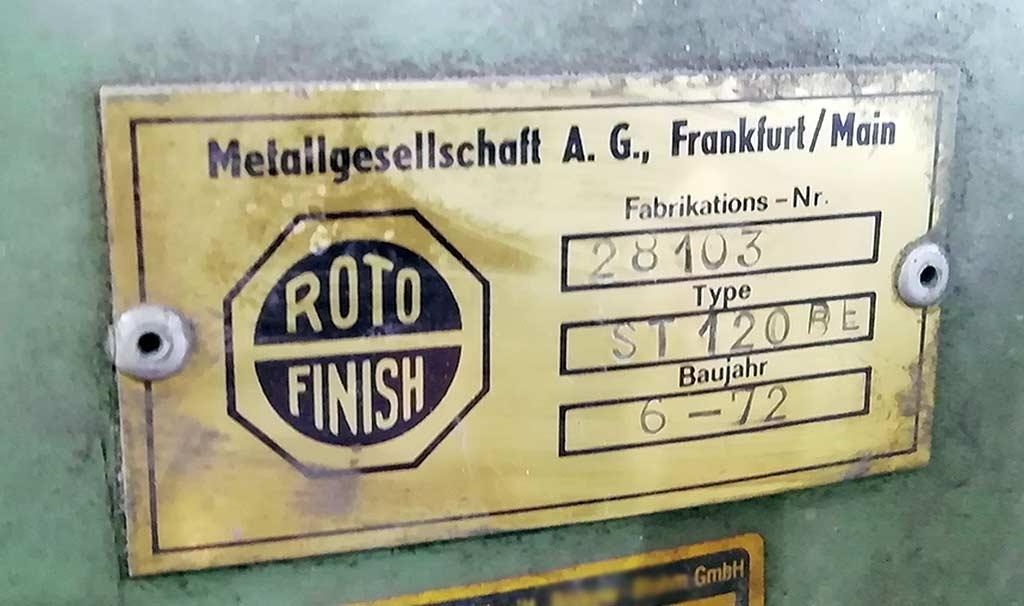 Metallgesellschaft A. G., Frankfurt/Main
ROTO
FINISH
Fabrikations-Nr.
28103
Type
ST 120 BE
Baujahr
6-72
GmbH